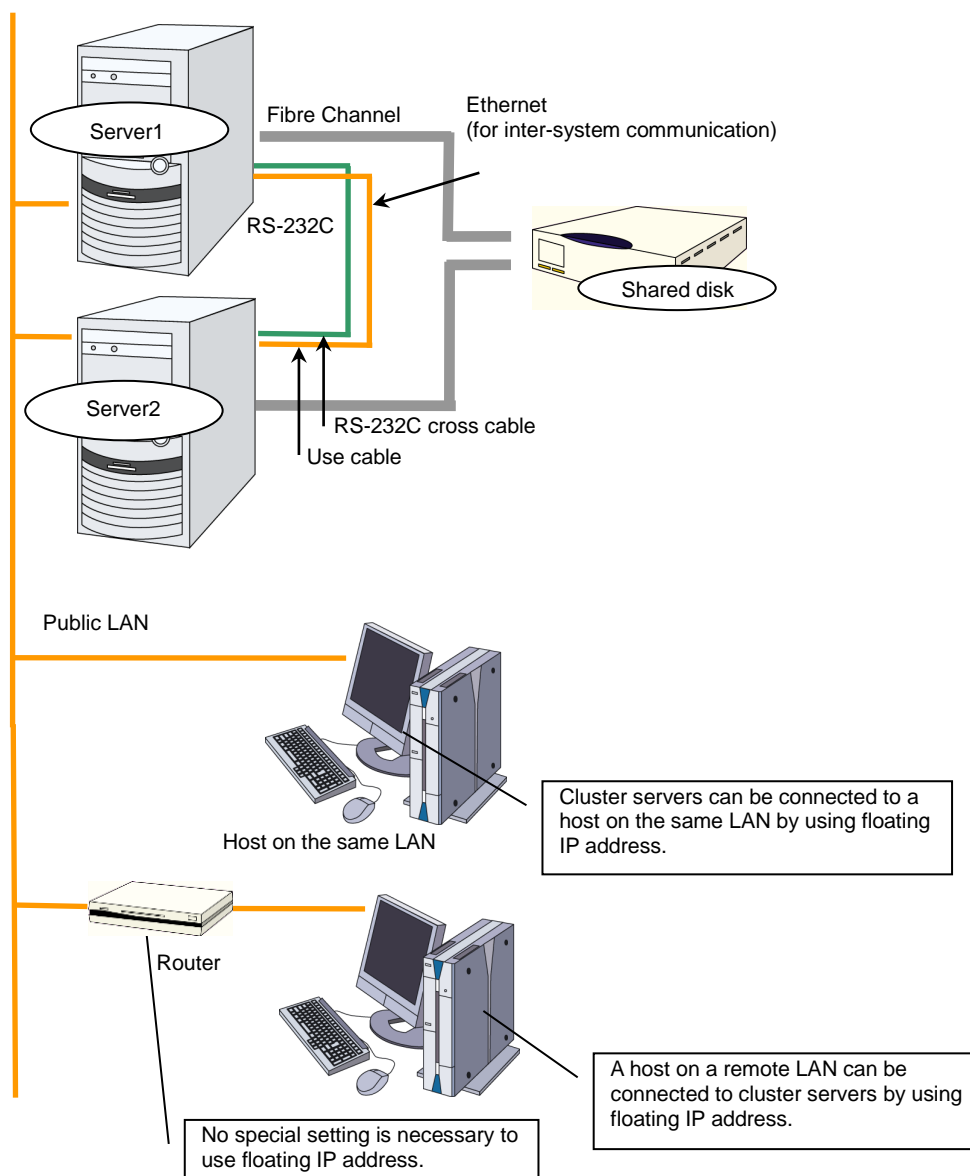 Fibre Channel
Ethernet
(for inter-system communication)
Server1
RS-232C
Shared disk
Server2
RS-232C cross cable
Use cable
Public LAN
Cluster servers can be connected to a
host on the same LAN by using floating
IP address.
Host on the same LAN
Router
A host on a remote LAN can be
connected to cluster servers by using
floating IP address.
No special setting is necessary to
use floating IP address.